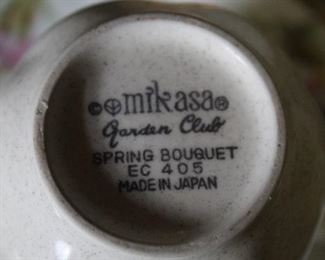 © mikasa®
Garden Club
SPRING BOUQUET
EC 405
MADE IN JAPAN